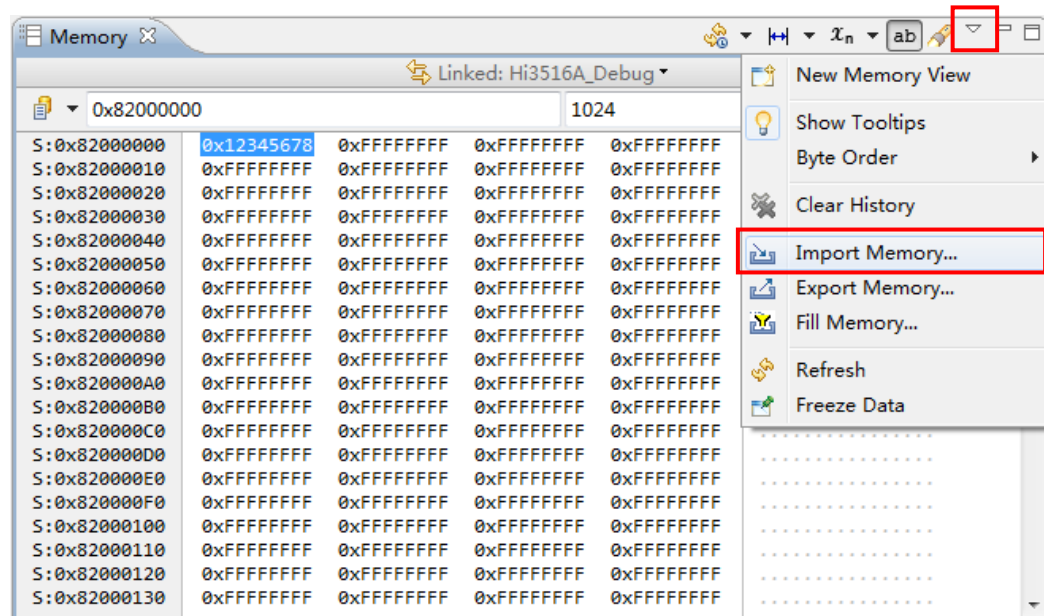 Memory
xn ab
Linked: Hi3516A_Debug
New Memory View
0x82000000 1024
Show Tooltips
S:0x82000000 0x12345678 0xFFFFFFFF 0xFFFFFFFF 0xFFFFFFFF
Byte Order
S:0x82000010 0xFFFFFFFF 0xFFFFFFFF 0xFFFFFFFF 0xFFFFFFFF
S:0x82000020 0xFFFFFFFF 0xFFFFFFFF 0xFFFFFFFF 0xFFFFFFFF
Clear History
S:0x82000030 0xFFFFFFFF 0xFFFFFFFF 0xFFFFFFFF 0xFFFFFFFF
S:0x82000040 0xFFFFFFFF 0xFFFFFFFF 0xFFFFFFFF 0xFFFFFFFF
Import Memory...
S:0x82000050 0xFFFFFFFF 0xFFFFFFFF 0xFFFFFFFF 0xFFFFFFFF
S:0x82000060 0xFFFFFFFF 0xFFFFFFFF 0xFFFFFFFF 0xFFFFFFFF
Export Memory...
S:0x82000070 0xFFFFFFFF 0xFFFFFFFF 0xFFFFFFFF 0xFFFFFFFF
Fill Memory...
S:0x82000080 0xFFFFFFFF 0xFFFFFFFF 0xFFFFFFFF 0xFFFFFFFF
S:0x82000090 0xFFFFFFFF 0xFFFFFFFF 0xFFFFFFFF 0xFFFFFFFF
Refresh
S:0x820000A0 0xFFFFFFFF 0xFFFFFFFF 0xFFFFFFFF 0xFFFFFFFF
S:0x820000B0 0xFFFFFFFF 0xFFFFFFFF 0xFFFFFFFF 0xFFFFFFFF
Freeze Data
S:0x820000C0 0xFFFFFFFF 0xFFFFFFFF 0xFFFFFFFF 0xFFFFFFFF ................
S:0x820000D0 0xFFFFFFFF 0xFFFFFFFF 0xFFFFFFFF 0xFFFFFFFF ................
S:0x820000E0 0xFFFFFFFF 0xFFFFFFFF 0xFFFFFFFF 0xFFFFFFFF ................
S:0x820000F0 0xFFFFFFFF 0xFFFFFFFF 0xFFFFFFFF 0xFFFFFFFF ................
S:0x82000100 0xFFFFFFFF 0xFFFFFFFF 0xFFFFFFFF 0xFFFFFFFF ................
S:0x82000110 0xFFFFFFFF 0xFFFFFFFF 0xFFFFFFFF 0xFFFFFFFF ................
S:0x82000120 0xFFFFFFFF 0xFFFFFFFF 0xFFFFFFFF 0xFFFFFFFF ................
S:0x82000130 0xFFFFFFFF 0xFFFFFFFF 0xFFFFFFFF 0xFFFFFFFF ................